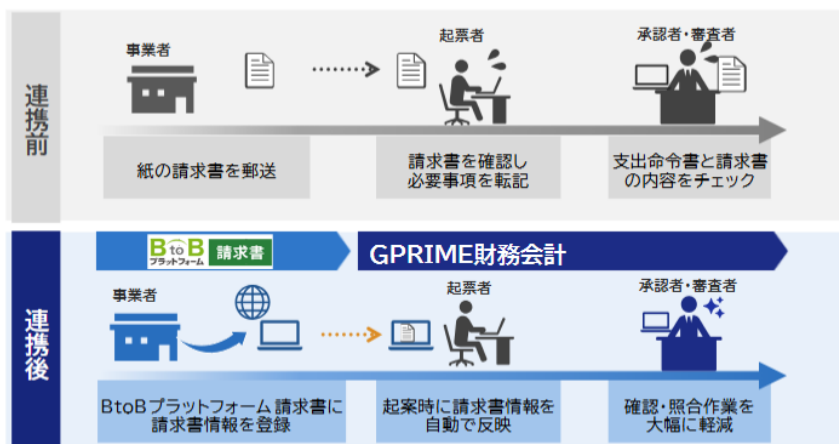 連携前
事業者
起票者
承認者・審査者
紙の請求書を郵送
請求書を確認し
必要事項を転記
支出命令書と請求書
の内容をチェック
連携後
BtoB
プラットフォーム
請求書
GPRIME財務会計
事業者
起票者
承認者・審査者
BtoBプラットフォーム請求書に
請求書情報を登録
起案時に請求書情報を
自動で反映
確認・照合作業を
大幅に軽減